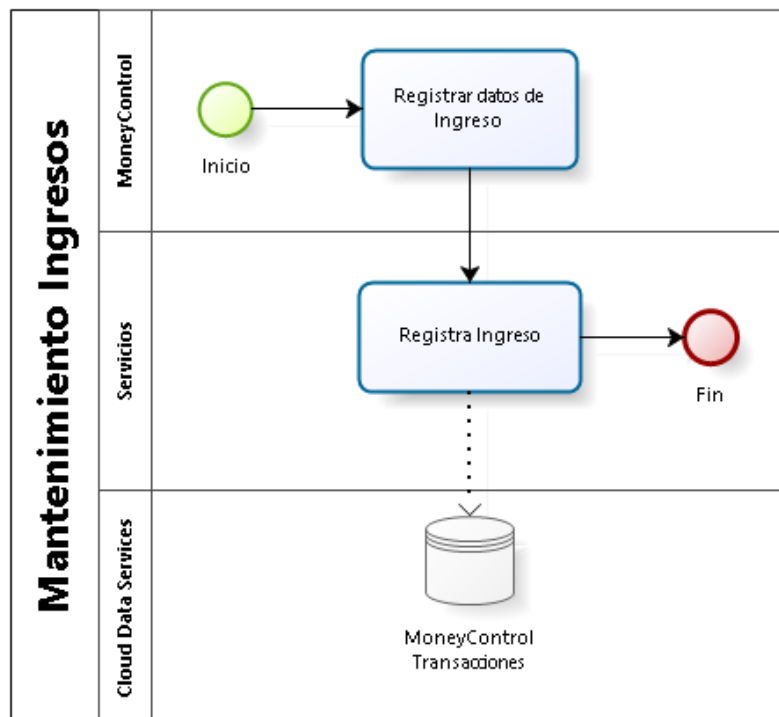 Mantenimiento Ingresos
MoneyControl
Inicio
Registrar datos de
Ingreso
Servicios
Registra Ingreso
Fin
Cloud Data Services
MoneyControl
Transacciones